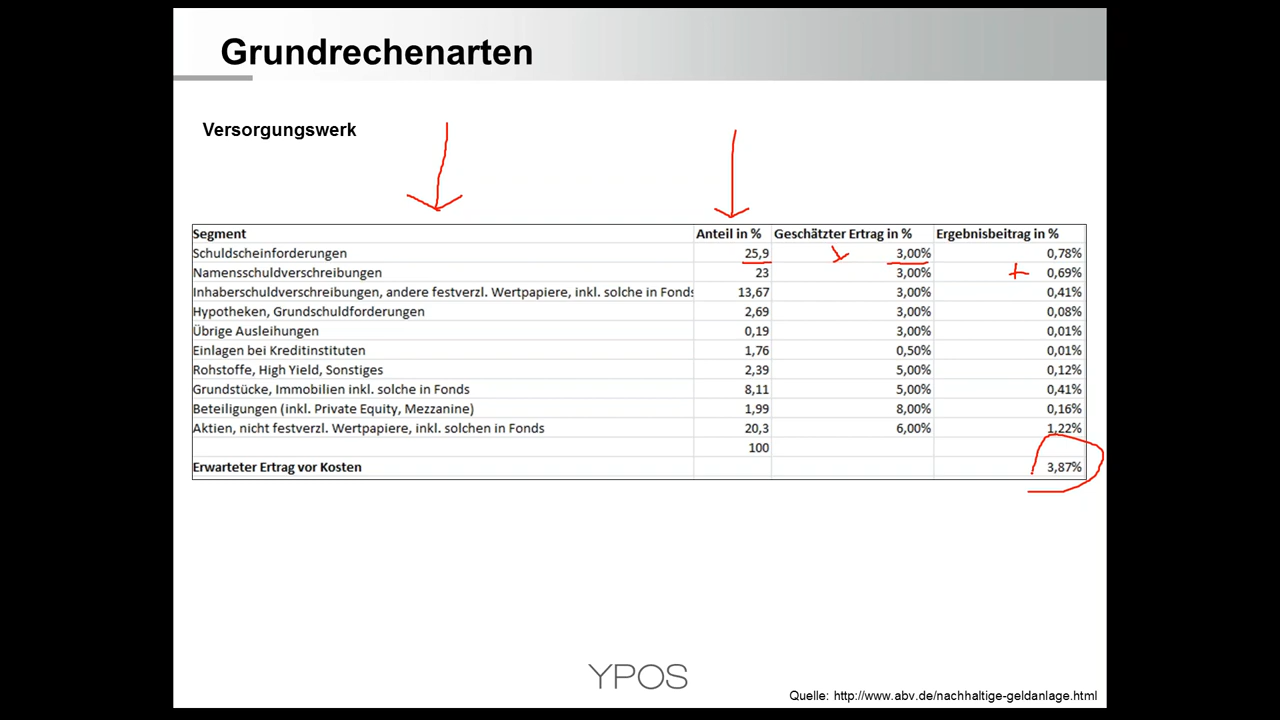 Grundrechenarten
Versorgungswerk
Segment Anteil in % Geschätzter Ertrag in % Ergebnisbeitrag in %
Schuldscheinforderungen 25,9 3,00% 0,78%
Namensschuldverschreibungen 23 3,00% + 0,69%
Inhaberschuldverschreibungen, andere festverzl. Wertpapiere, inkl. solche in Fonds 13,67 3,00% 0,41%
Hypotheken, Grundschuldforderungen 2,69 3,00% 0,08%
Übrige Ausleihungen 0,19 3,00% 0,01%
Einlagen bei Kreditinstituten 1,76 0,50% 0,01%
Rohstoffe, High Yield, Sonstiges 2,39 5,00% 0,12%
Grundstücke, Immobilien inkl. solche in Fonds 8,11 5,00% 0,41%
Beteiligungen (inkl. Private Equity, Mezzanine) 1,99 8,00% 0,16%
Aktien, nicht festverzl. Wertpapiere, inkl. solchen in Fonds 20,3 6,00% 1,22%
100
Erwarteter Ertrag vor Kosten 3,87%
YPOS
Quelle: http://www.abv.de/nachhaltige-geldanlage.html